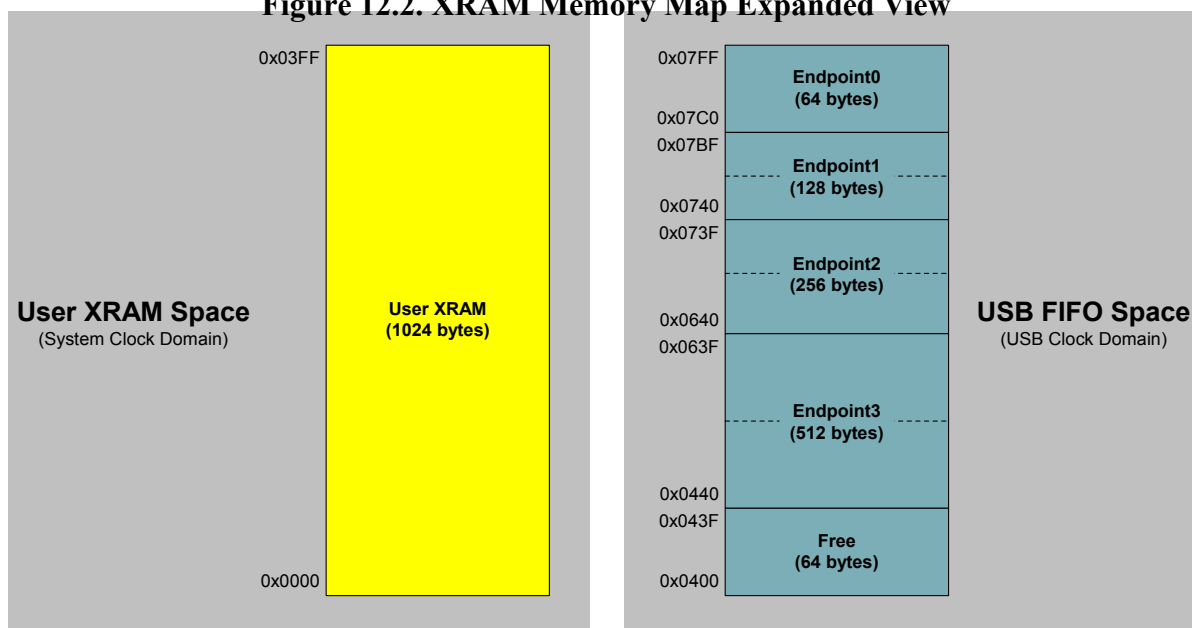 Figure 12.2. XRAM Memory Map Expanded View
0x03FF
User XRAM Space
(System Clock Domain)
User XRAM
(1024 bytes)
0x0000
0x07FF
Endpoint0
(64 bytes)
0x07C0
0x07BF
Endpoint1
(128 bytes)
0x0740
0x073F
Endpoint2
(256 bytes)
0x0640
0x063F
Endpoint3
(512 bytes)
0x0440
0x043F
Free
(64 bytes)
0x0400
USB FIFO Space
(USB Clock Domain)